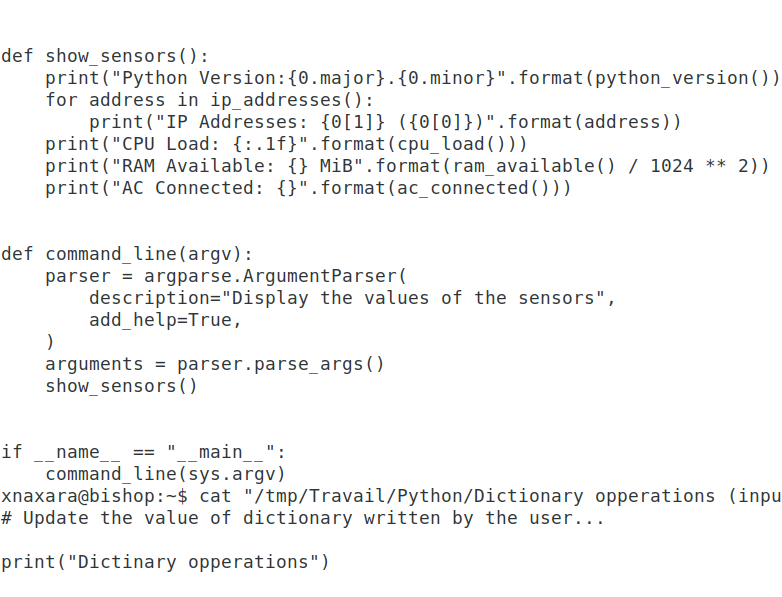 def show_sensors():
    print("Python Version:{0.major}.{0.minor}".format(python_version())
    for address in ip_addresses():
        print("IP Addresses: {0[1]} ({0[0]})".format(address))
    print("CPU Load: {:.1f}".format(cpu_load()))
    print("RAM Available: {} MiB".format(ram_available() / 1024 ** 2))
    print("AC Connected: {}".format(ac_connected()))
def command_line(argv):
    parser = argparse.ArgumentParser(
        description="Display the values of the sensors",
        add_help=True,
    )
    arguments = parser.parse_args()
    show_sensors()
if __name__ == "__main__":
    command_line(sys.argv)
xnaxara@bishop:~$ cat "/tmp/Travail/Python/Dictionary opperations (inpu
# Update the value of dictionary written by the user...
print("Dictinary opperations")